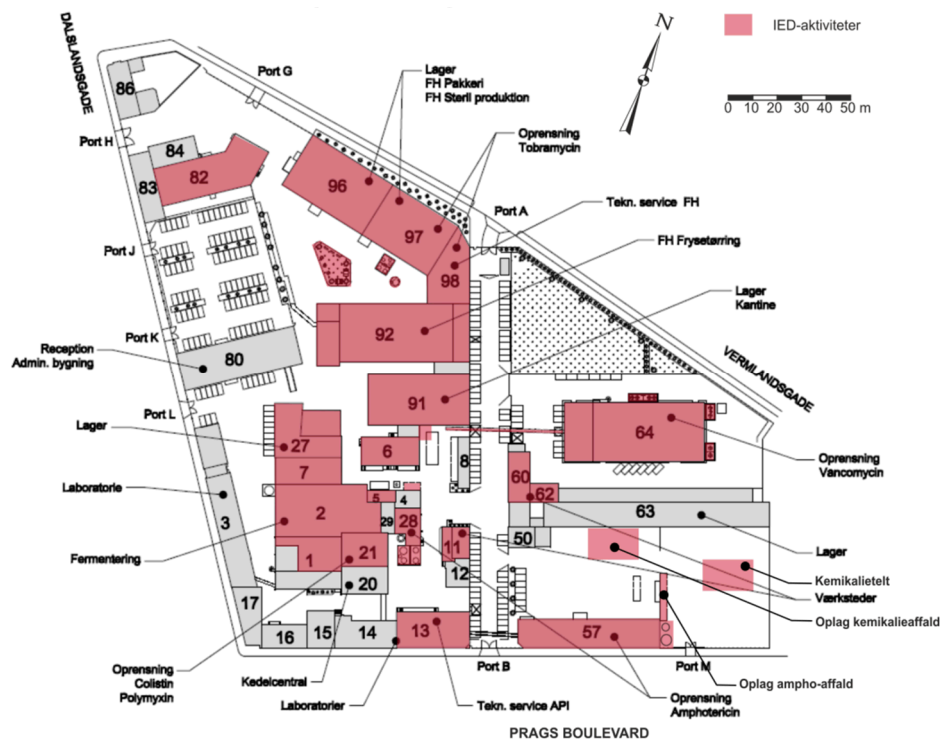 DALSLANDSGADE
N
IED-aktiviteter
0 10 20 30 40 50 m
Port G
Lager
FH Pakkeri
FH Steril produktion
86
Port H
84
83
82
Oprensning
Tobramycin
96
97
98
Port A
Tekn. service FH
FH Frysetørring
Port J
Lager
Kantine
92
Port K
Reception
Admin. bygning
80
VERMLANDSGADE
91
Port L
Lager
27
6
8
64
Oprensning
Vancomycin
7
60
62
Laboratorie
3
5
4
2
29
28
63
Fermentering
50
Lager
1
21
11
12
20
Kemikalietelt
Værksteder
Oplag kemikalieaffald
17
16
15
14
13
57
Port B
Port M
Oprensning
Colistin
Polymyxin
Kedelcentral
Laboratorier
Tekn. service API
Oplag ampho-affald
Oprensning
Amphotericin
PRAGS BOULEVARD